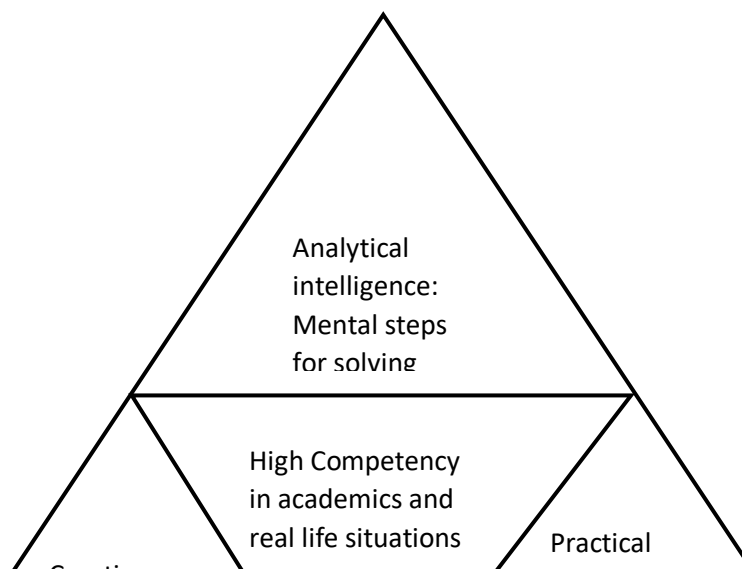 Analytical
intelligence:
Mental steps
for solving
High Competency
in academics and
real life situations
Practical